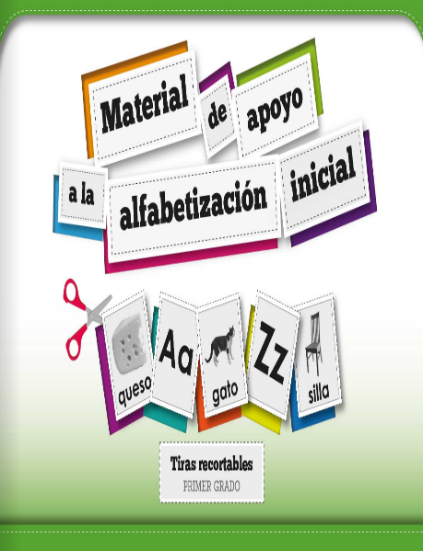 Material de apoyo
a la alfabetización inicial
queso Aa gato Zz silla
Tiras recortables
PRIMER GRADO